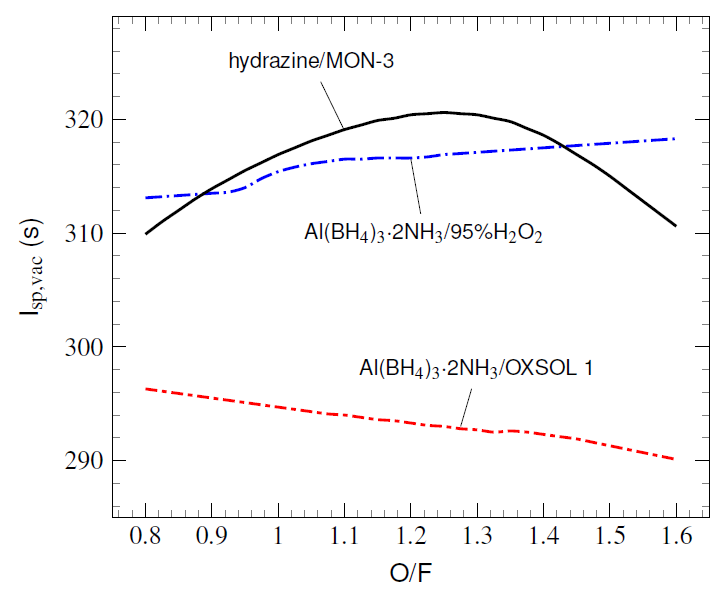 hydrazine/MON-3
320
310
Al(BH₄)₃·2NH₃/95%H₂O₂
I_sp,vac (s)
300
Al(BH₄)₃·2NH₃/OXSOL 1
290
0.8 0.9 1 1.1 1.2 1.3 1.4 1.5 1.6
O/F